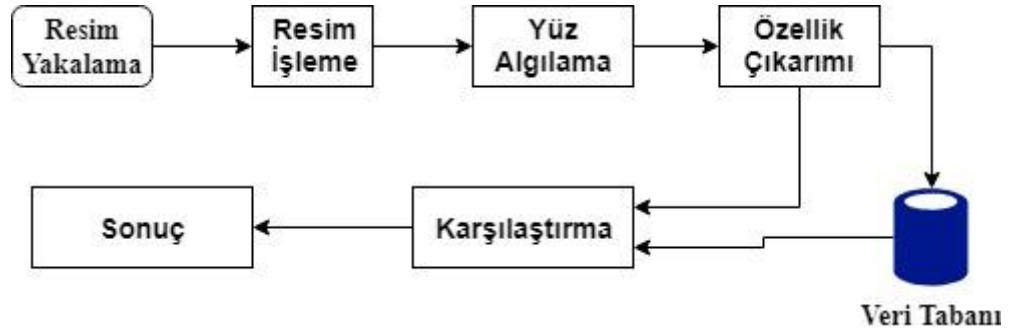 Resim
Yakalama
Resim
İşleme
Yüz
Algılama
Özellik
Çıkarımı
Sonuç
Karşılaştırma
Veri Tabanı